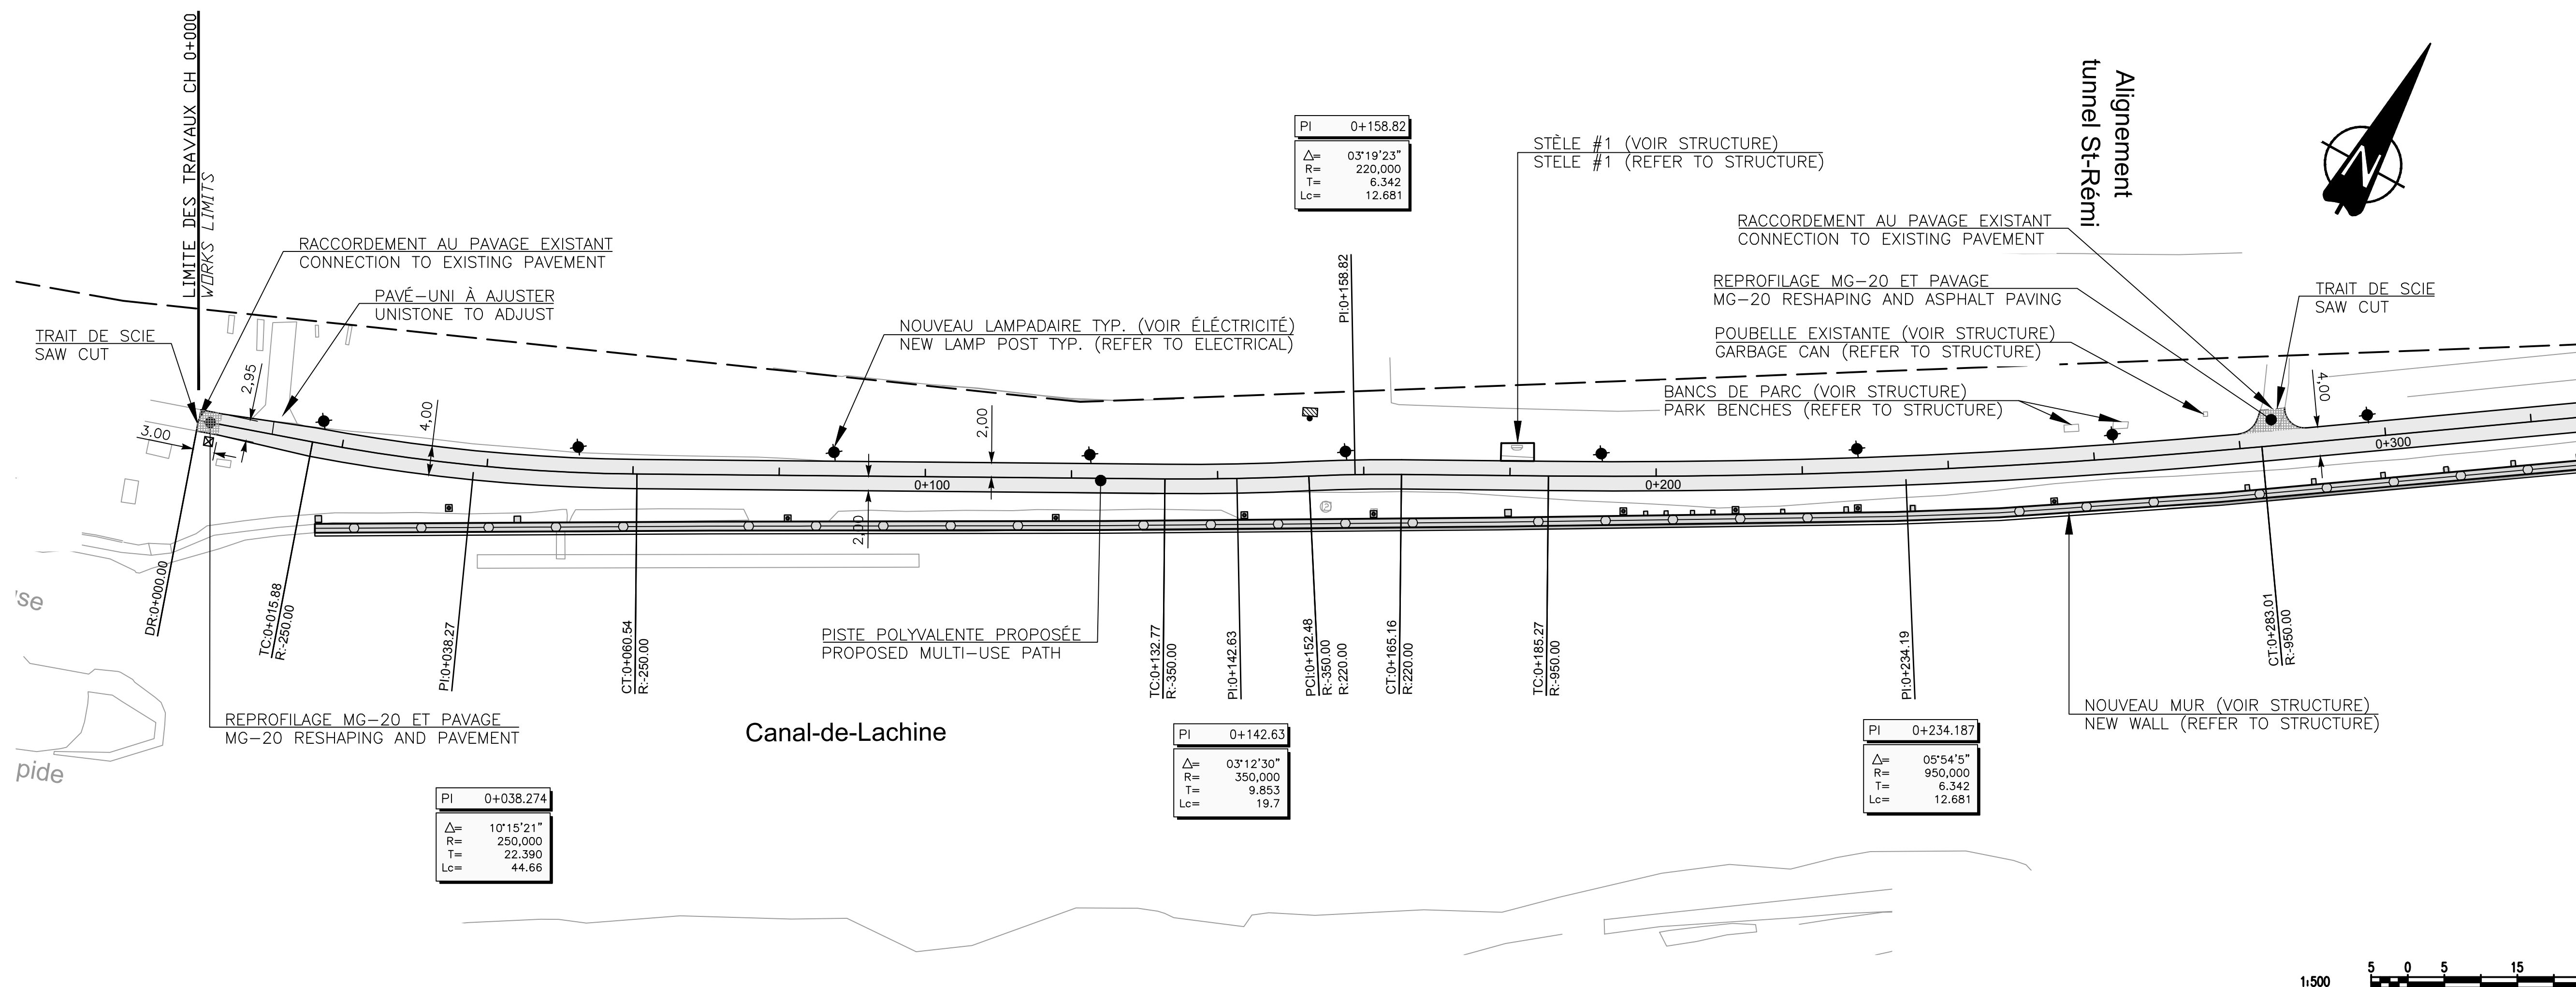 LIMITE DES TRAVAUX CH 0+000
WORKS LIMITS
RACCORDEMENT AU PAVAGE EXISTANT
CONNECTION TO EXISTING PAVEMENT
PAVÉ-UNI À AJUSTER
UNISTONE TO ADJUST
TRAIT DE SCIE
SAW CUT
2,95
3.00
4,00
NOUVEAU LAMPADAIRE TYP. (VOIR ÉLÉCTRICITÉ)
NEW LAMP POST TYP. (REFER TO ELECTRICAL)
2,00
2,00
0+100
PI 0+158.82
△= 03°19'23"
R= 220,000
T= 6.342
Lc= 12.681
PI:0+158.82
STÈLE #1 (VOIR STRUCTURE)
STELE #1 (REFER TO STRUCTURE)
0+200
Alignement
tunnel St-Rémi
N
RACCORDEMENT AU PAVAGE EXISTANT
CONNECTION TO EXISTING PAVEMENT
REPROFILAGE MG-20 ET PAVAGE
MG-20 RESHAPING AND ASPHALT PAVING
POUBELLE EXISTANTE (VOIR STRUCTURE)
GARBAGE CAN (REFER TO STRUCTURE)
BANCS DE PARC (VOIR STRUCTURE)
PARK BENCHES (REFER TO STRUCTURE)
TRAIT DE SCIE
SAW CUT
4,00
0+300
DR:0+000.00
TC:0+015.88
R:-250.00
PI:0+038.27
CT:0+060.54
R:-250.00
PISTE POLYVALENTE PROPOSÉE
PROPOSED MULTI-USE PATH
TC:0+132.77
R:-350.00
PI:0+142.63
PCI:0+152.48
R:-350.00
R:220.00
CT:0+165.16
R:220.00
TC:0+185.27
R:-950.00
PI:0+234.19
CT:0+283.01
R:-950.00
REPROFILAGE MG-20 ET PAVAGE
MG-20 RESHAPING AND PAVEMENT
Canal-de-Lachine
NOUVEAU MUR (VOIR STRUCTURE)
NEW WALL (REFER TO STRUCTURE)
se
pide
PI 0+038.274
△= 10°15'21"
R= 250,000
T= 22.390
Lc= 44.66
PI 0+142.63
△= 03°12'30"
R= 350,000
T= 9.853
Lc= 19.7
PI 0+234.187
△= 05°54'5"
R= 950,000
T= 6.342
Lc= 12.681
1:500
5 0 5 15